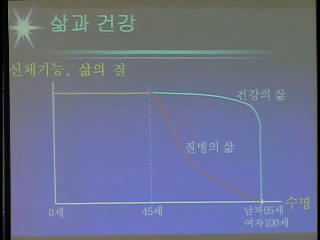 삶과 건강
신체기능, 삶의 질
건강의 삶
질병의 삶
수명
0세
45세
남자95세
여자100세